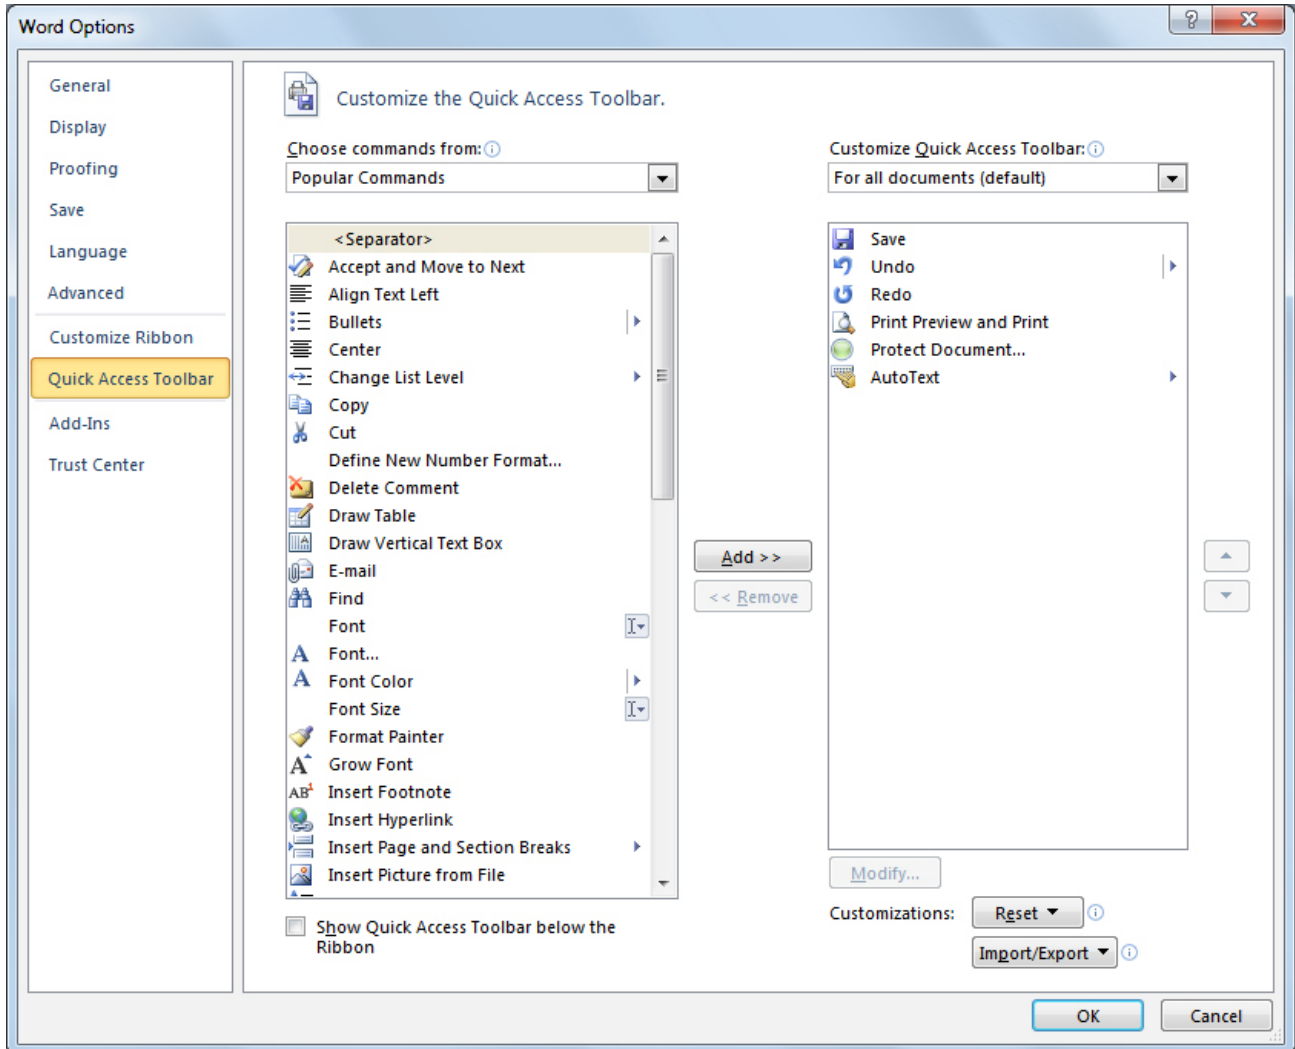 Word Options
General
Display
Proofing
Save
Language
Advanced
Customize Ribbon
Quick Access Toolbar
Add-Ins
Trust Center
Customize the Quick Access Toolbar.
Choose commands from:
Popular Commands
<Separator>
Accept and Move to Next
Align Text Left
Bullets
Center
Change List Level
Copy
Cut
Define New Number Format...
Delete Comment
Draw Table
Draw Vertical Text Box
E-mail
Find
Font
Font...
Font Color
Font Size
Format Painter
Grow Font
Insert Footnote
Insert Hyperlink
Insert Page and Section Breaks
Insert Picture from File
Show Quick Access Toolbar below the
Ribbon
Add >>
<< Remove
Customize Quick Access Toolbar:
For all documents (default)
Save
Undo
Redo
Print Preview and Print
Protect Document...
AutoText
Modify...
Customizations:
Reset
Import/Export
OK
Cancel